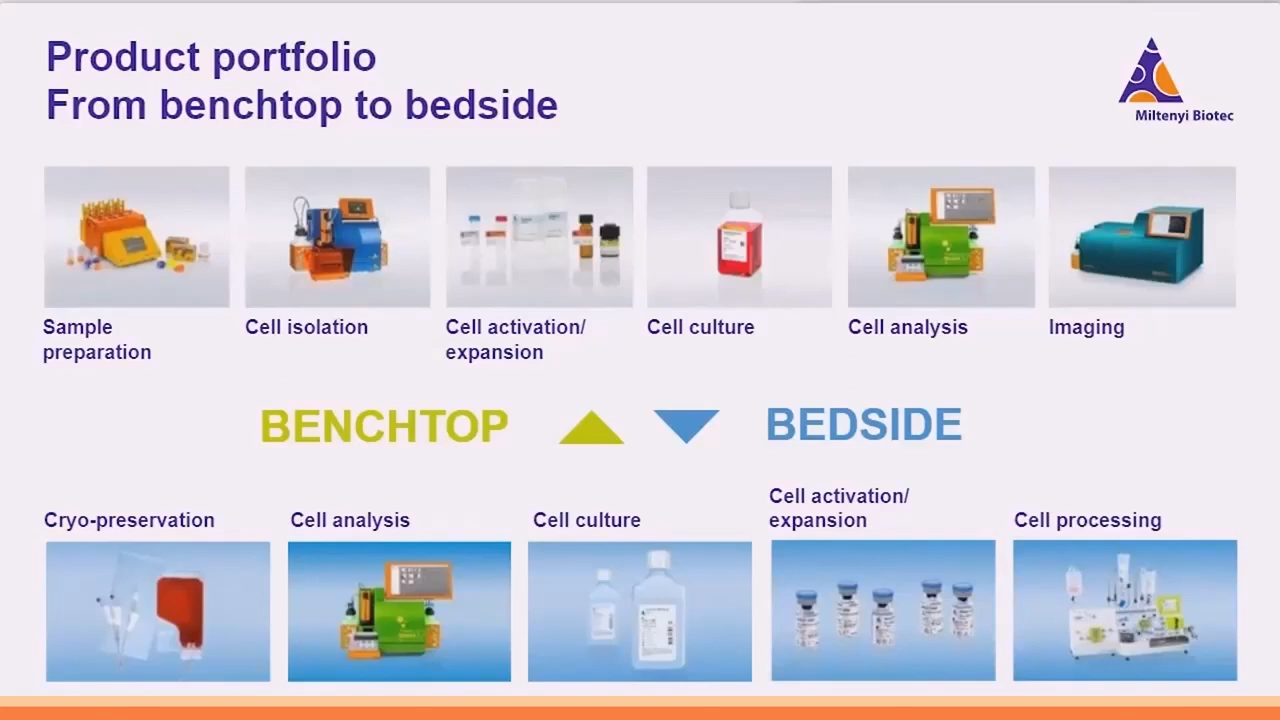 Product portfolio
From benchtop to bedside
Miltenyi Biotec
Sample
preparation
Cell isolation
Cell activation/
expansion
Cell culture
Cell analysis
Imaging
BENCHTOP
BEDSIDE
Cryo-preservation
Cell analysis
Cell culture
Cell activation/
expansion
Cell processing